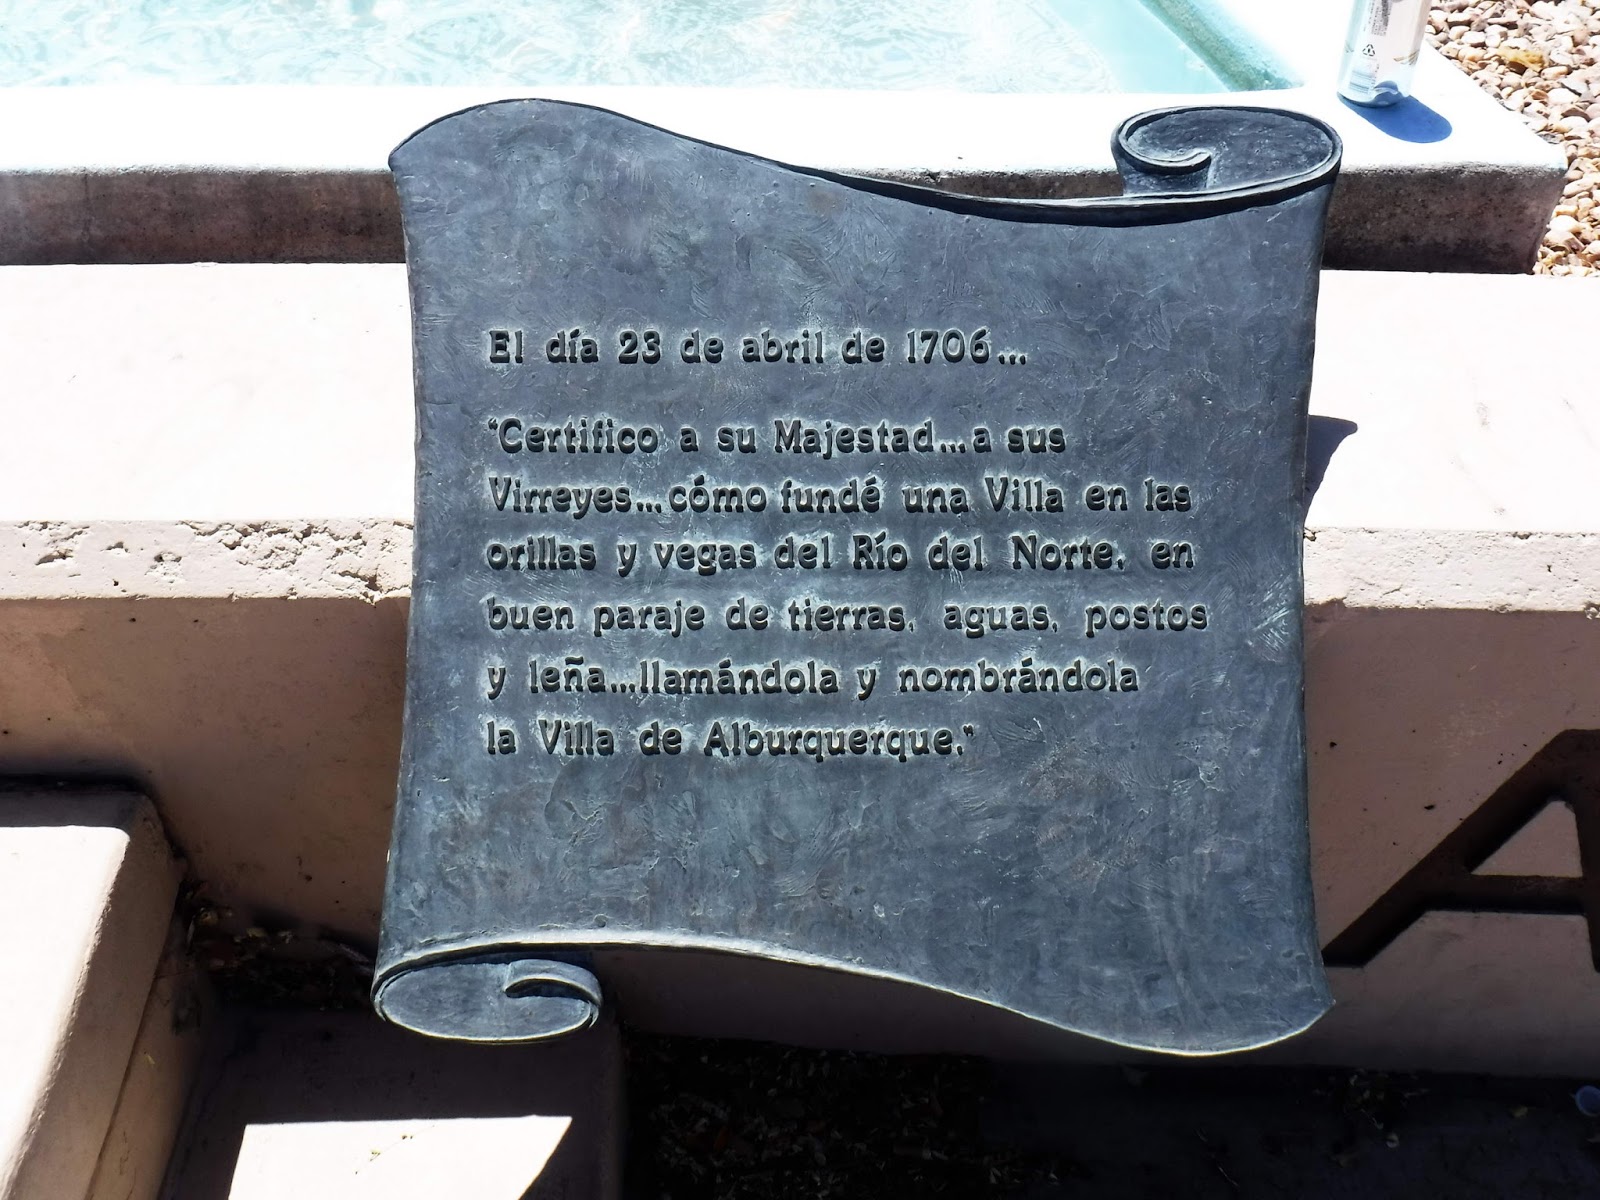 El día 23 de abril de 1706...
"Certifico a su Majestad...a sus
Virreyes...cómo fundé una Villa en las
orillas y vegas del Río del Norte, en
buen paraje de tierras, aguas, postos
y leña...llamándola y nombrándola
la Villa de Alburquerque."
A